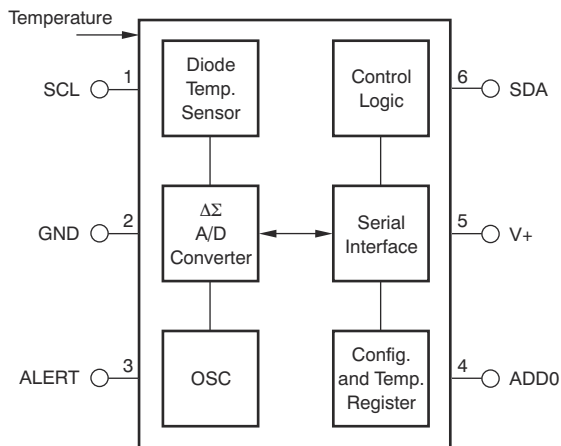 Temperature
SCL
1
Diode
Temp.
Sensor
Control
Logic
6
SDA
GND
2
ΔΣ
A/D
Converter
Serial
Interface
5
V+
ALERT
3
OSC
Config.
and Temp.
Register
4
ADD0